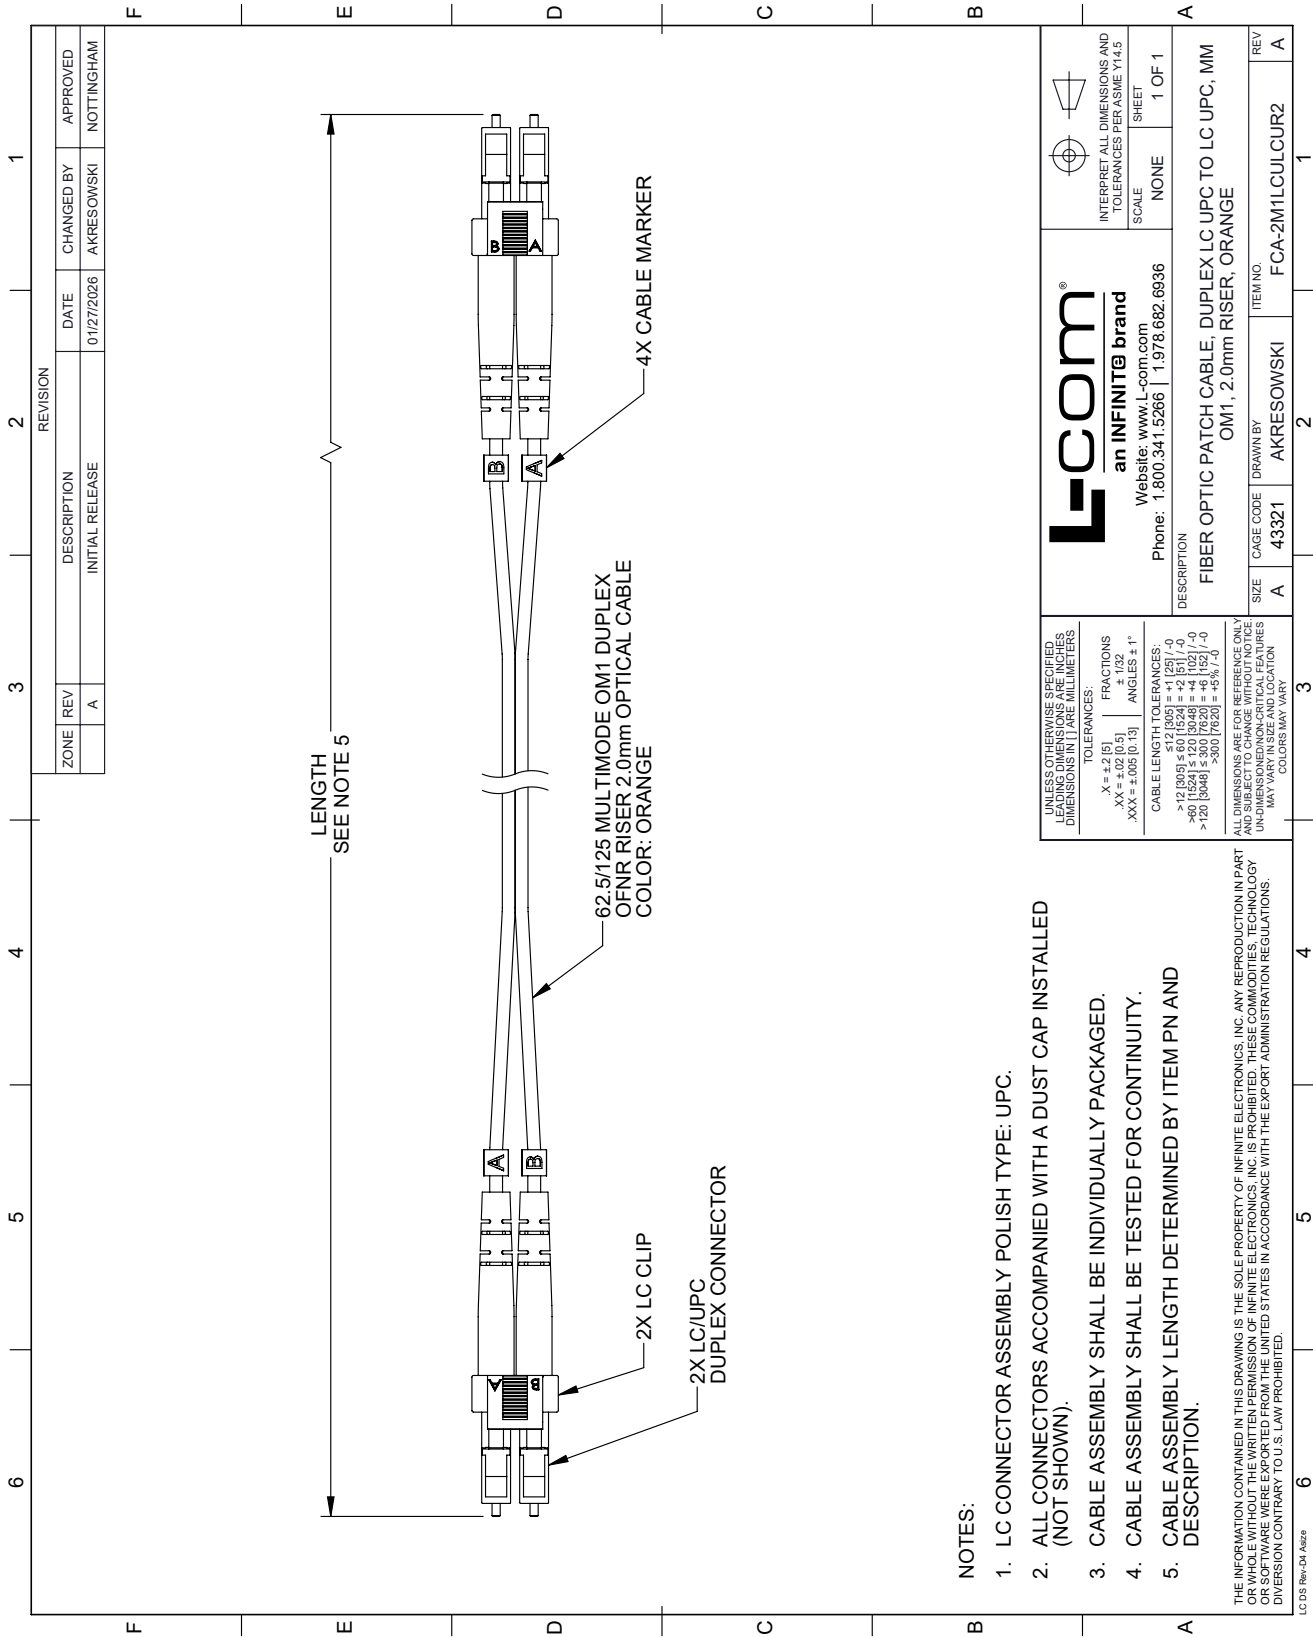 6
5
4
3
2
1
F
E
D
C
B
A
REVISION
ZONE REV DESCRIPTION DATE CHANGED BY APPROVED
A INITIAL RELEASE 01/27/2026 AKRESOWSKI NOTTINGHAM
LENGTH
SEE NOTE 5
A
B
A
B
B
A
B
A
4X CABLE MARKER
62.5/125 MULTIMODE OM1 DUPLEX
OFNR RISER 2.0mm OPTICAL CABLE
COLOR: ORANGE
2X LC CLIP
2X LC/UPC
DUPLEX CONNECTOR
NOTES:
1. LC CONNECTOR ASSEMBLY POLISH TYPE: UPC.
2. ALL CONNECTORS ACCOMPANIED WITH A DUST CAP INSTALLED
(NOT SHOWN).
3. CABLE ASSEMBLY SHALL BE INDIVIDUALLY PACKAGED.
4. CABLE ASSEMBLY SHALL BE TESTED FOR CONTINUITY.
5. CABLE ASSEMBLY LENGTH DETERMINED BY ITEM PN AND
DESCRIPTION.
THE INFORMATION CONTAINED IN THIS DRAWING IS THE SOLE PROPERTY OF INFINITE ELECTRONICS, INC. ANY REPRODUCTION IN PART
OR WHOLE WITHOUT THE WRITTEN PERMISSION OF INFINITE ELECTRONICS, INC. IS PROHIBITED. THESE COMMODITIES, TECHNOLOGY
OR SOFTWARE WERE EXPORTED FROM THE UNITED STATES IN ACCORDANCE WITH THE EXPORT ADMINISTRATION REGULATIONS.
DIVERSION CONTRARY TO U.S. LAW PROHIBITED.
UNLESS OTHERWISE SPECIFIED
LEADING DIMENSIONS ARE INCHES
DIMENSIONS IN [ ] ARE MILLIMETERS
TOLERANCES:
.X = ±.2 [5] FRACTIONS
.XX = ±.02 [0.5] ± 1/32
.XXX = ±.005 [0.13] ANGLES ± 1°
CABLE LENGTH TOLERANCES:
≤12 [305] = +1 [25] / -0
>12 [305] ≤ 60 [1524] = +2 [51] / -0
>60 [1524] ≤ 120 [3048] = +4 [102] / -0
>120 [3048] ≤ 300 [7620] = +6 [152] / -0
>300 [7620] = +5% / -0
ALL DIMENSIONS ARE FOR REFERENCE ONLY
AND SUBJECT TO CHANGE WITHOUT NOTICE.
UN-DIMENSIONED/NON-CRITICAL FEATURES
MAY VARY IN SIZE AND LOCATION
COLORS MAY VARY
L-com®
an INFINITE brand
Website: www.L-com.com
Phone: 1.800.341.5266 | 1.978.682.6936
INTERPRET ALL DIMENSIONS AND
TOLERANCES PER ASME Y14.5
SCALE SHEET
NONE 1 OF 1
DESCRIPTION
FIBER OPTIC PATCH CABLE, DUPLEX LC UPC TO LC UPC, MM
OM1, 2.0mm RISER, ORANGE
SIZE CAGE CODE DRAWN BY ITEM NO. REV
A 43321 AKRESOWSKI FCA-2M1LCULCUR2 A
F
E
D
C
B
A
6
5
4
3
2
1
LC DS Rev-D4 Asize